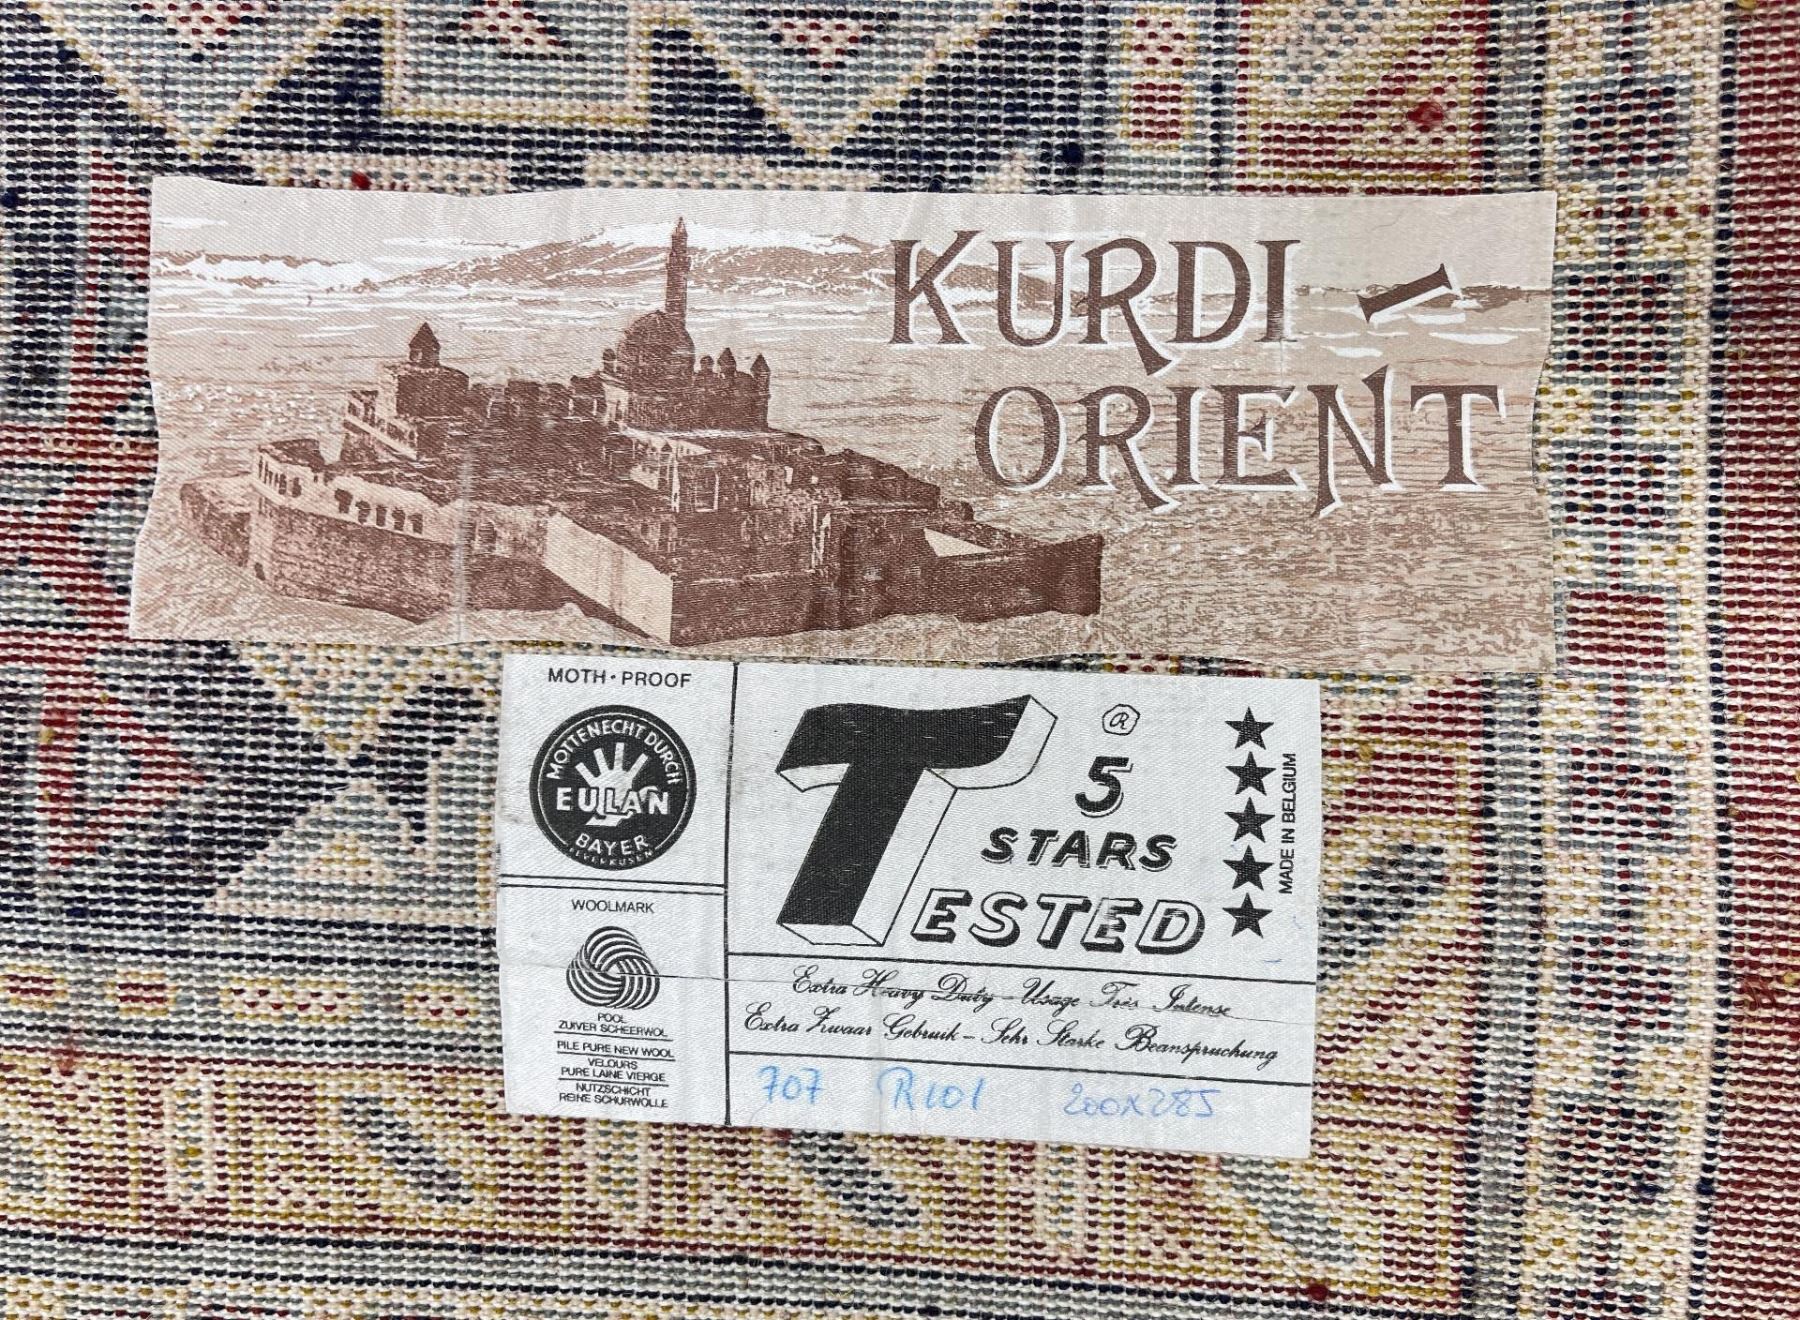 KURDI -
ORIENT
MOTH · PROOF
MOTTENECHT DURCH
EULAN
BAYER
LEVERKUSEN
WOOLMARK
POOL
ZUIVER SCHEERWOL
PILE PURE NEW WOOL
VELOURS
PURE LAINE VIERGE
NUTZSCHICHT
REINE SCHURWOLLE
®
5
STARS
TESTED
MADE IN BELGIUM
Extra Heavy Duty - Usage Très Intense
Extra Zwaar Gebruik - Sehr Starke Beanspruchung
707 R101 200x285